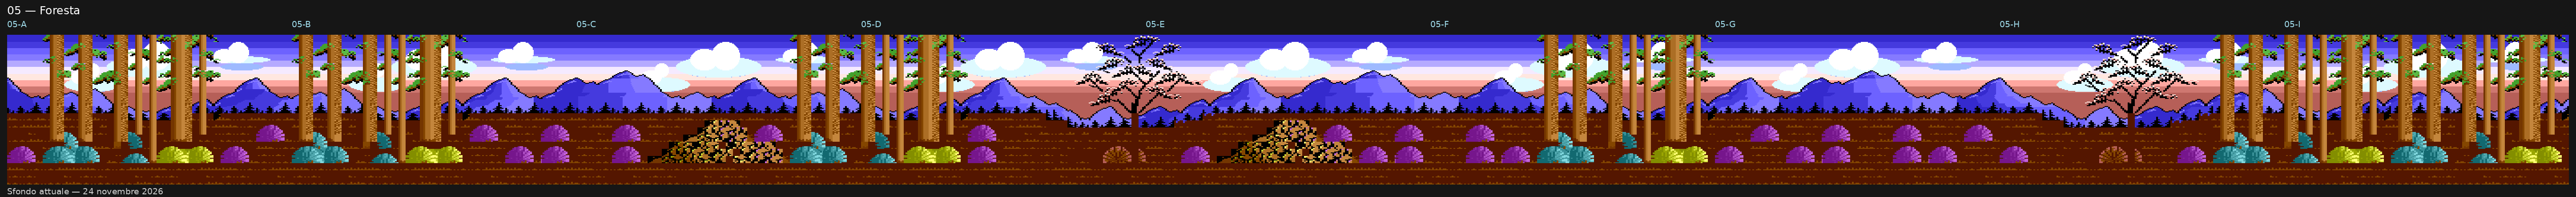 05 — Foresta
05-A 05-B 05-C 05-D 05-E 05-F 05-G 05-H 05-I
Sfondo attuale — 24 novembre 2026